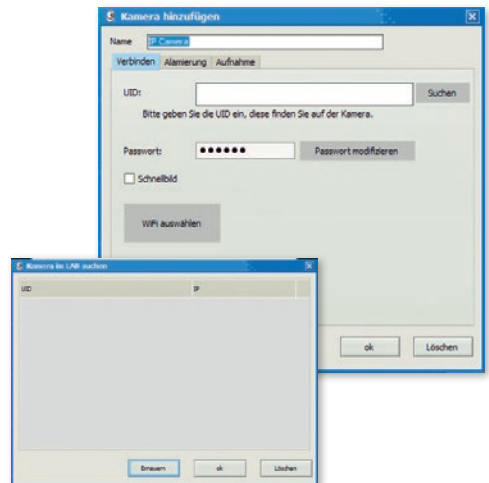 Kamera hinzufügen
Name IP Camera
Verbinden Alamierung Aufnahme
UID: Suchen
Bitte geben Sie die UID ein, diese finden Sie auf der Kamera.
Passwort: ●●●●●● Passwort modifizieren
Schnellbild
WiFi auswählen
ok Löschen
Kamera im LAN suchen
UID IP
Erneuern ok Löschen